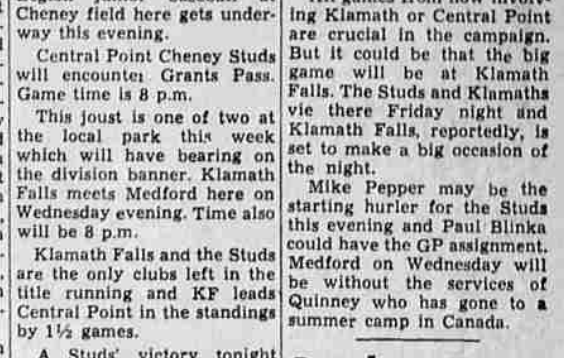 Cheney field here gets under-
way this evening.
Central Point Cheney Studs
will encounter Grants Pass.
Game time is 8 p.m.
This joust is one of two at
the local park this week
which will have bearing on
the division banner. Klamath
Falls meets Medford here on
Wednesday evening. Time also
will be 8 p.m.
Klamath Falls and the Studs
are the only clubs left in the
title running and KF leads
Central Point in the standings
by 1½ games.
A Studs' victory tonight
ing Klamath or Central Point
are crucial in the campaign.
But it could be that the big
game will be at Klamath
Falls. The Studs and Klamaths
vie there Friday night and
Klamath Falls, reportedly, is
set to make a big occasion of
the night.
Mike Pepper may be the
starting hurler for the Studs
this evening and Paul Blinka
could have the GP assignment.
Medford on Wednesday will
be without the services of
Quinney who has gone to a
summer camp in Canada.